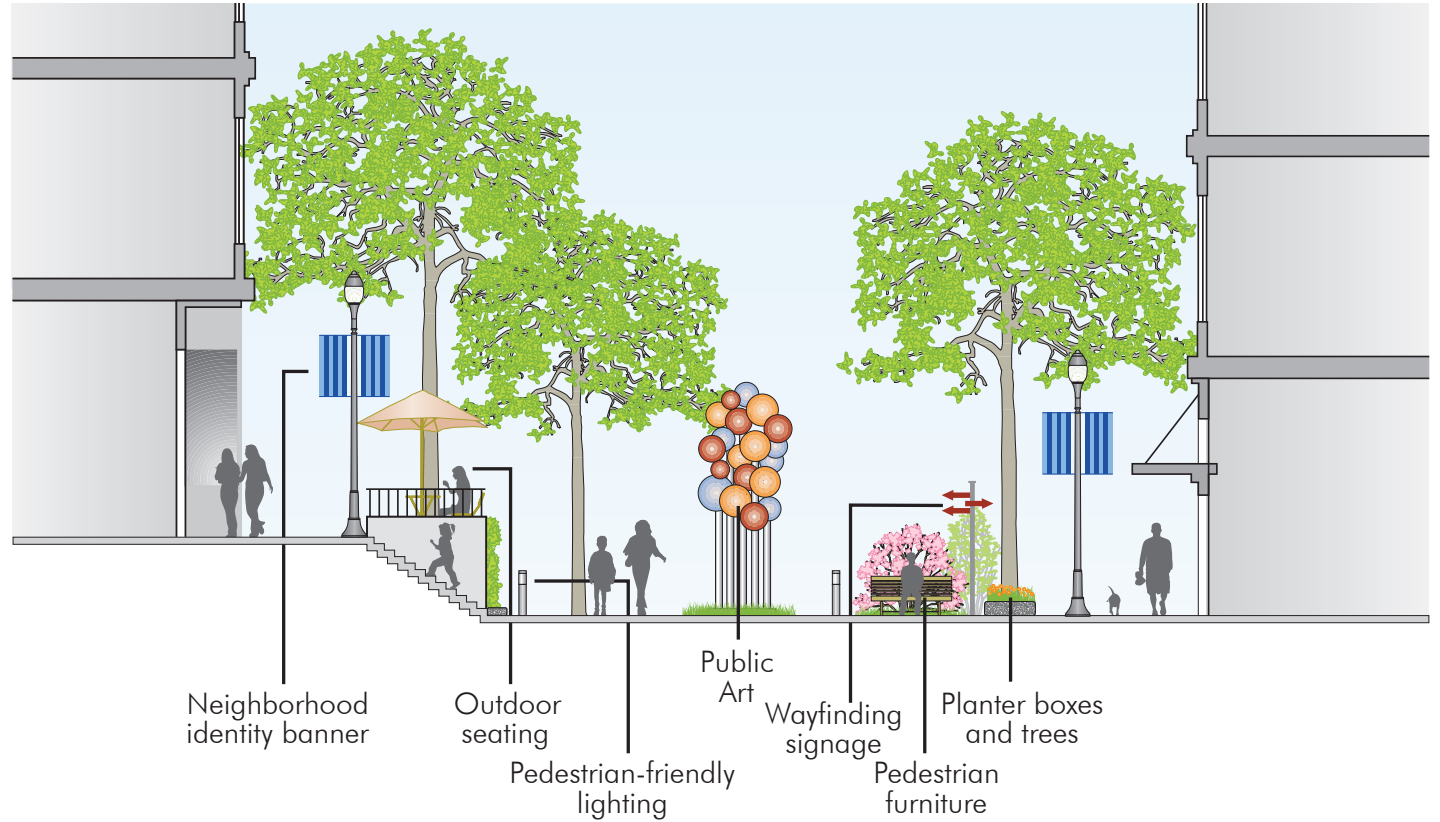 Neighborhood
identity banner
Outdoor
seating
Pedestrian-friendly
lighting
Public
Art
Wayfinding
signage
Pedestrian
furniture
Planter boxes
and trees